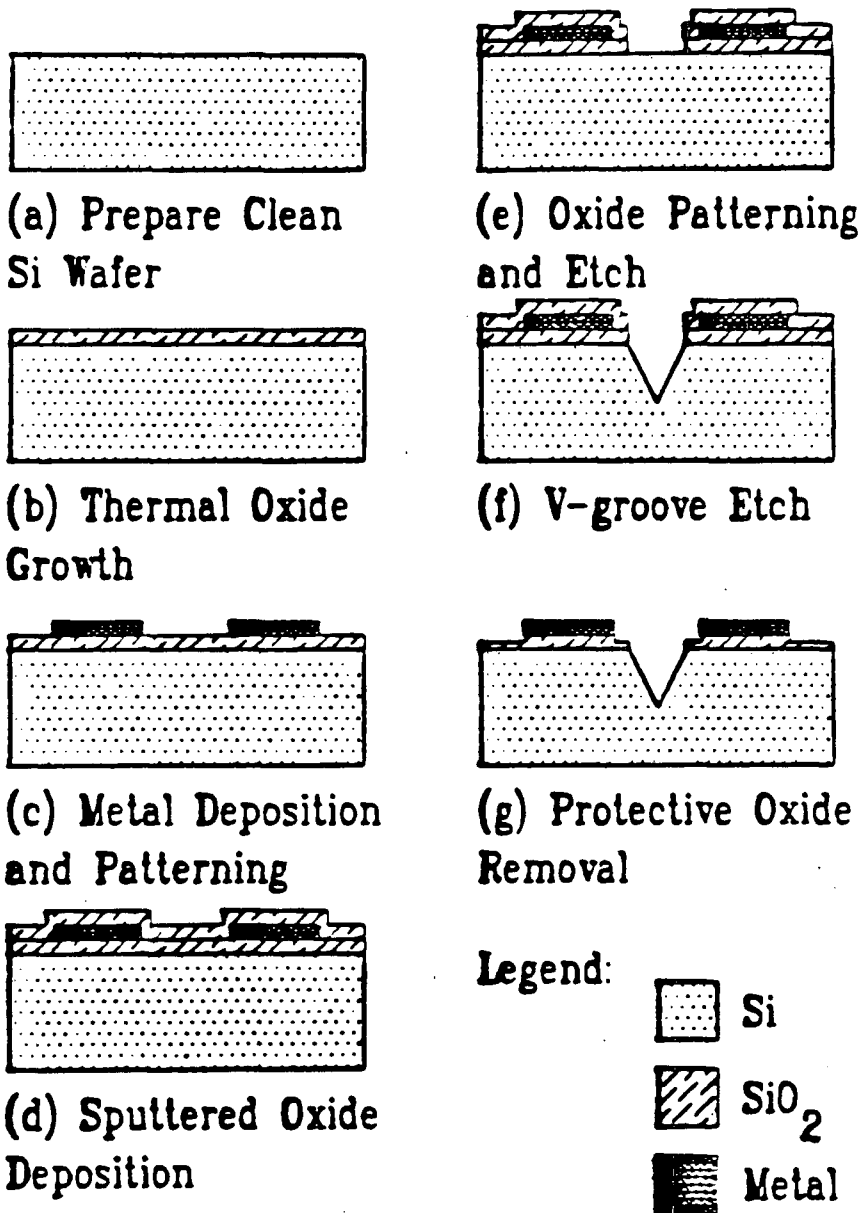 (a) Prepare Clean
Si Wafer
(b) Thermal Oxide
Growth
(c) Metal Deposition
and Patterning
(d) Sputtered Oxide
Deposition
(e) Oxide Patterning
and Etch
(f) V-groove Etch
(g) Protective Oxide
Removal
Legend:
Si
SiO2
Metal